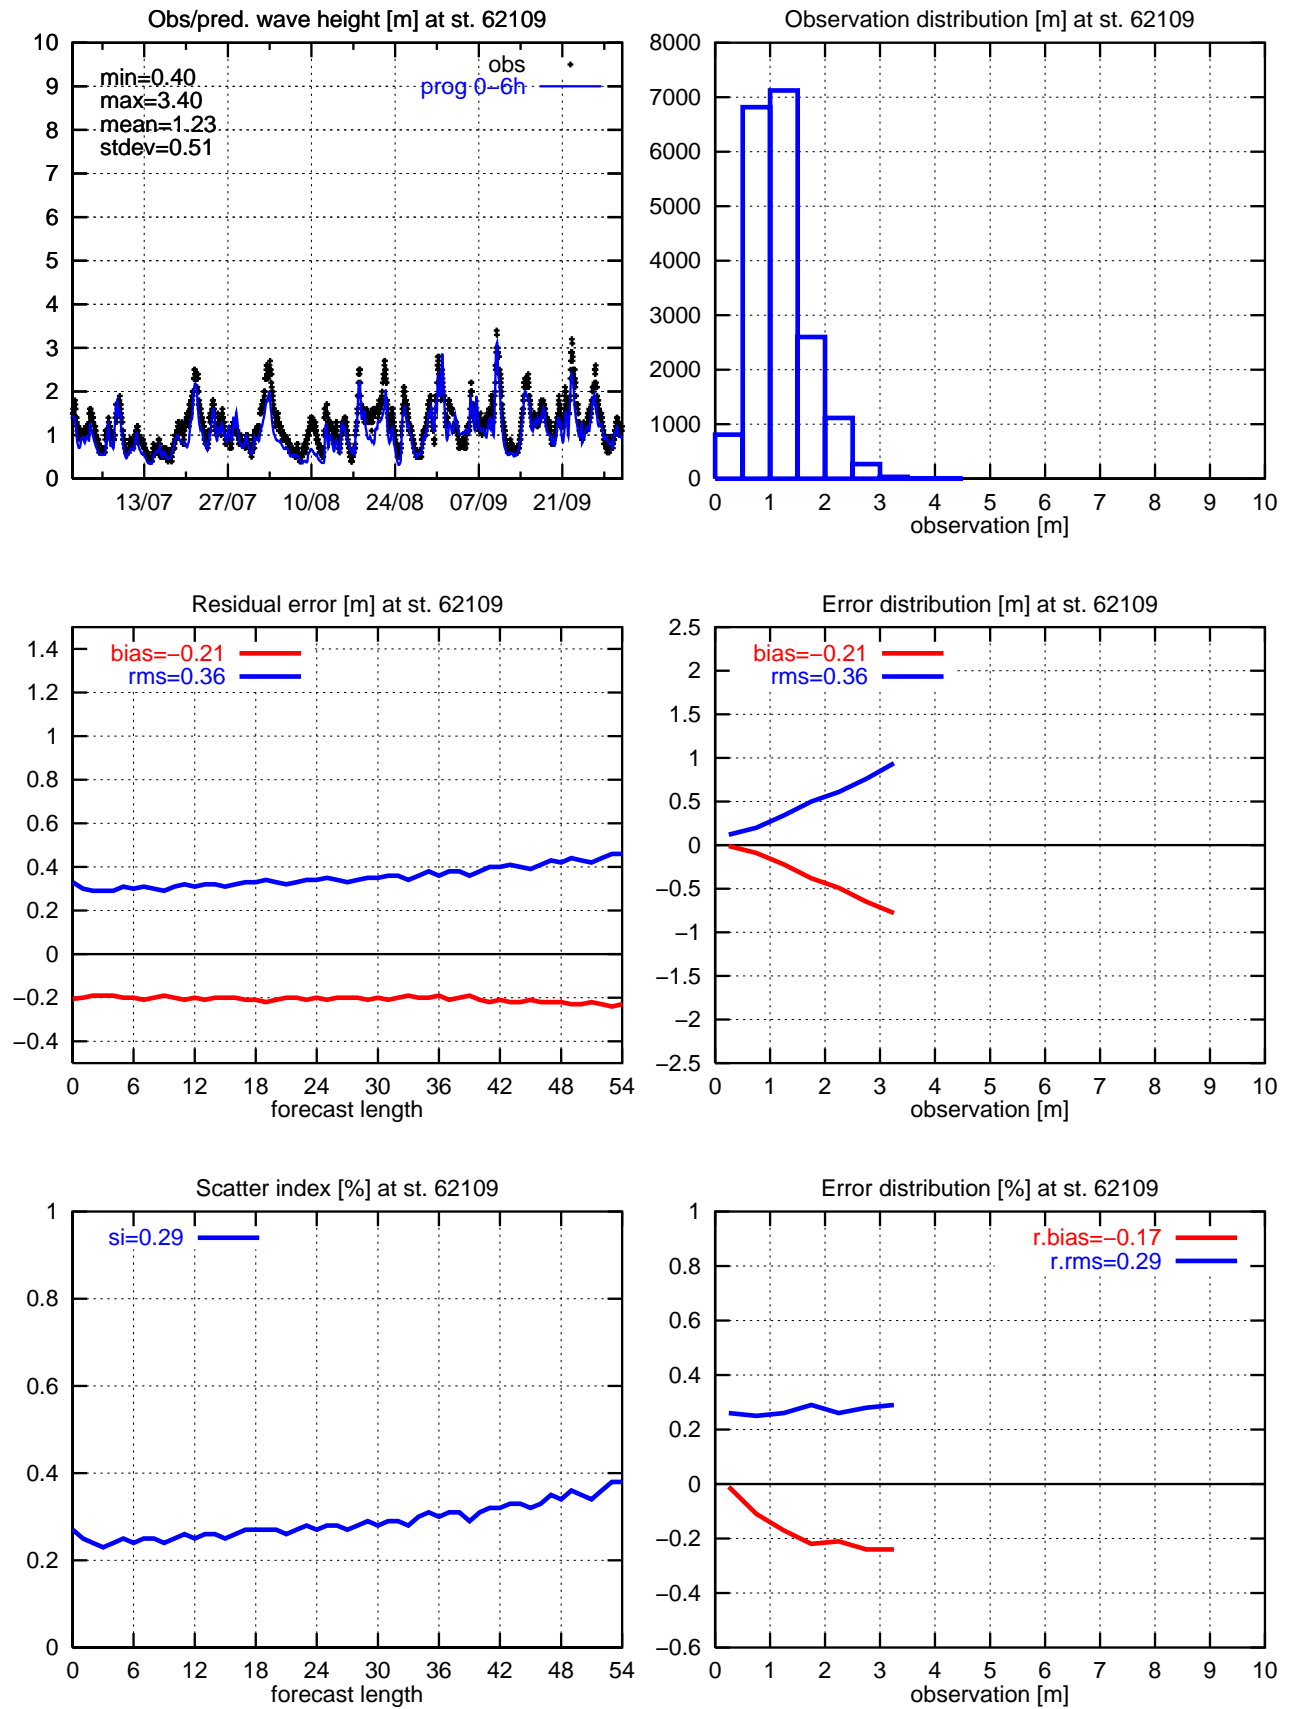 Obs/pred. wave height [m] at st. 62109
10
9
8
7
6
5
4
3
2
1
0
min=0.40
max=3.40
mean=1.23
stdev=0.51
obs
prog 0−6h
13/07 27/07 10/08 24/08 07/09 21/09
Observation distribution [m] at st. 62109
8000
7000
6000
5000
4000
3000
2000
1000
0
0 1 2 3 4 5 6 7 8 9 10
observation [m]
Residual error [m] at st. 62109
1.4
1.2
1
0.8
0.6
0.4
0.2
0
−0.2
−0.4
bias=−0.21
rms=0.36
0 6 12 18 24 30 36 42 48 54
forecast length
Error distribution [m] at st. 62109
2.5
2
1.5
1
0.5
0
−0.5
−1
−1.5
−2
−2.5
bias=−0.21
rms=0.36
0 1 2 3 4 5 6 7 8 9 10
observation [m]
Scatter index [%] at st. 62109
1
0.8
0.6
0.4
0.2
0
si=0.29
0 6 12 18 24 30 36 42 48 54
forecast length
Error distribution [%] at st. 62109
1
0.8
0.6
0.4
0.2
0
−0.2
−0.4
−0.6
r.bias=−0.17
r.rms=0.29
0 1 2 3 4 5 6 7 8 9 10
observation [m]